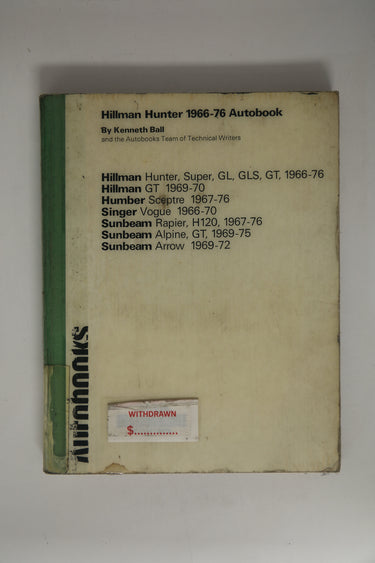 Hillman Hunter 1966-76 Autobook
By Kenneth Ball
and the Autobooks Team of Technical Writers
Hillman Hunter, Super, GL, GLS, GT, 1966-76
Hillman GT 1969-70
Humber Sceptre 1967-76
Singer Vogue 1966-70
Sunbeam Rapier, H120, 1967-76
Sunbeam Alpine, GT, 1969-75
Sunbeam Arrow 1969-72
Autobooks
WITHDRAWN
$..............